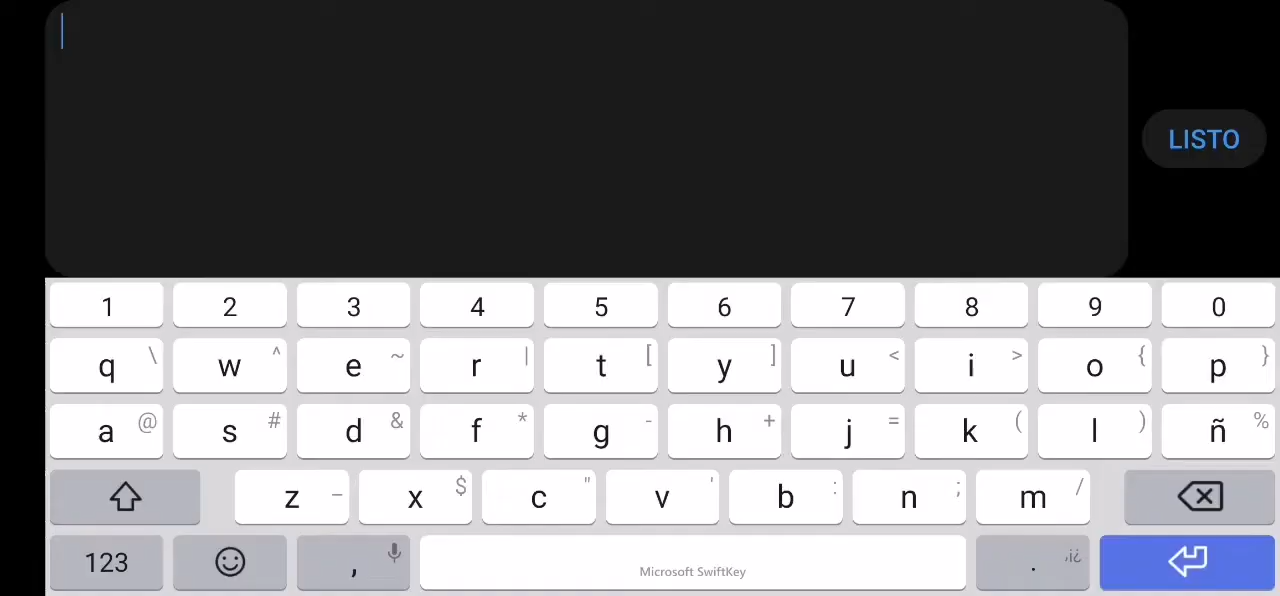 LISTO
1 2 3 4 5 6 7 8 9 0
q \ w ^ e ~ r | t [ y ] u < i > o { p }
a @ s # d & f * g - h + j = k ( l ) ñ %
z _ x $ c " v ' b : n ; m /
123 , Microsoft SwiftKey . ,¡¿